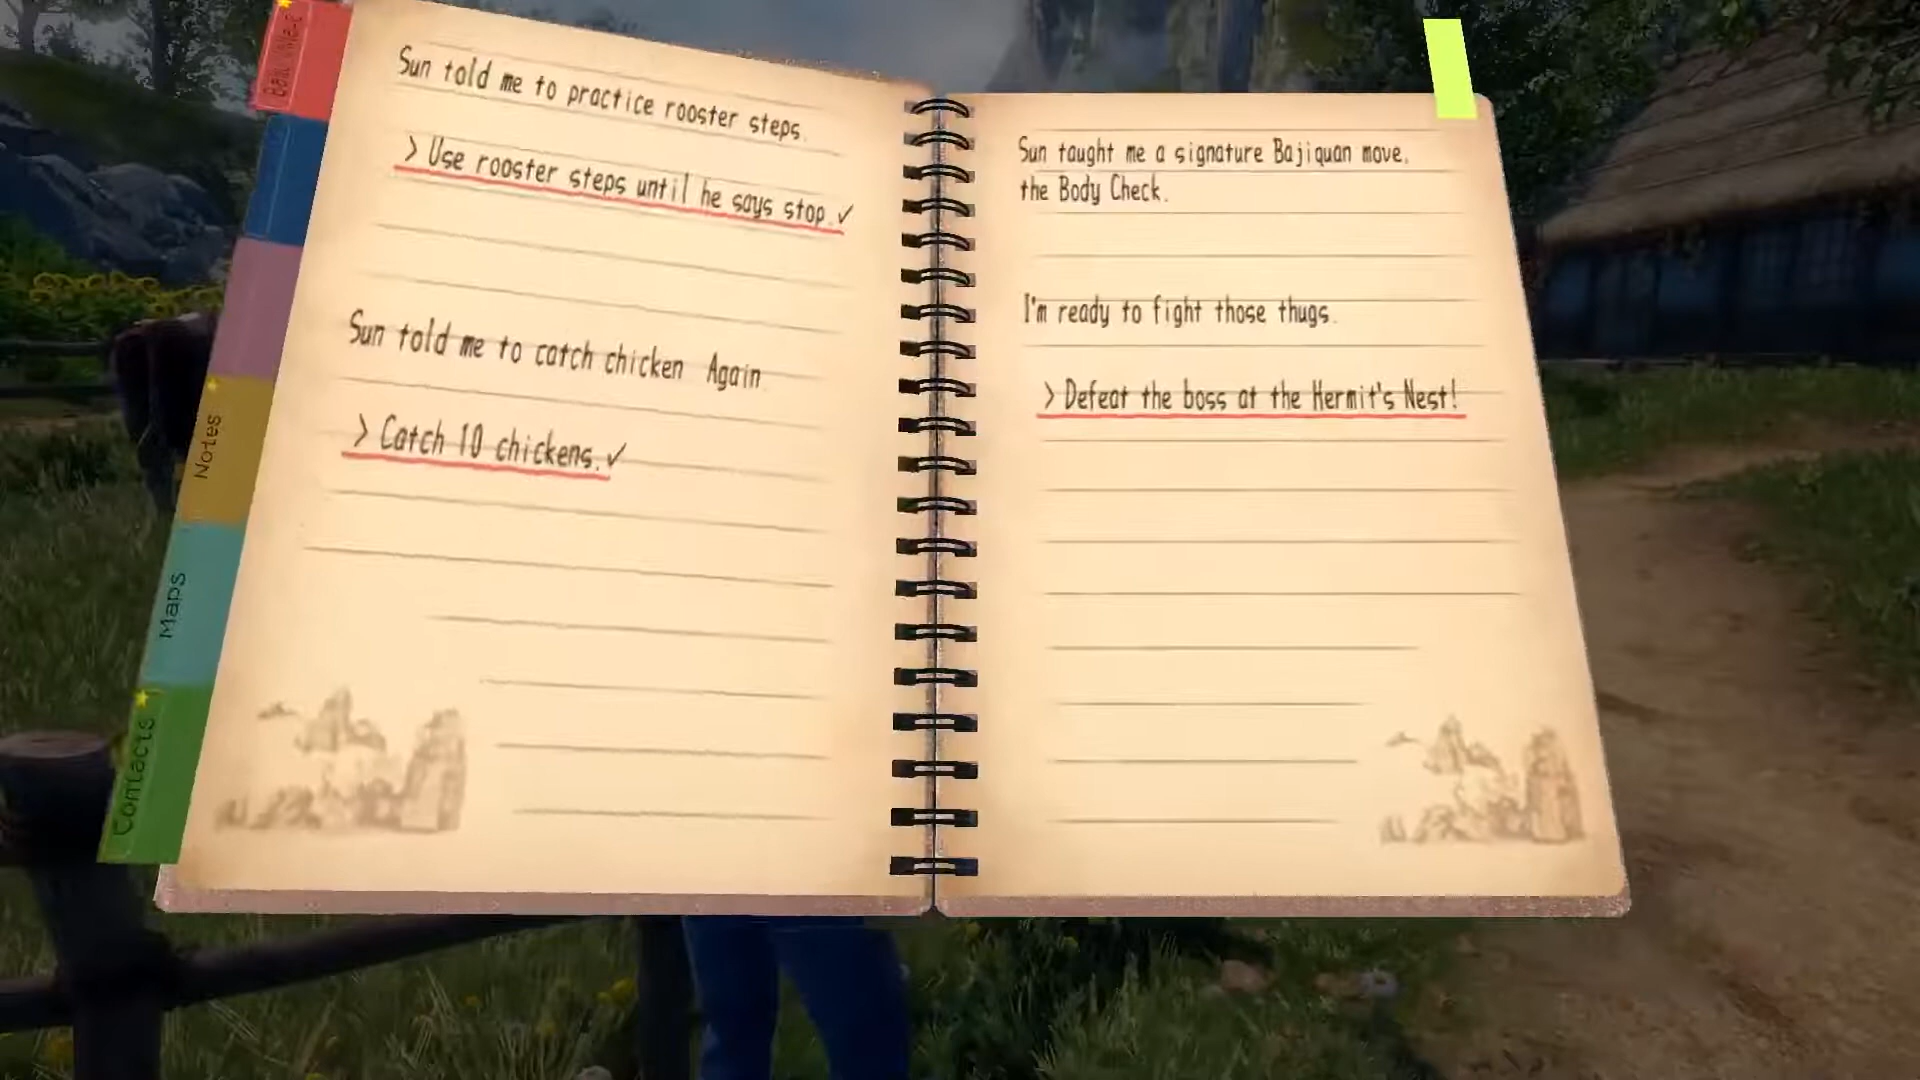 Sun told me to practice rooster steps.
> Use rooster steps until he says stop. ✓
Sun told me to catch chicken Again.
> Catch 10 chickens. ✓
Sun taught me a signature Bajiquan move,
the Body Check.
I'm ready to fight those thugs.
> Defeat the boss at the Hermit's Nest!
Notes
Maps
Contacts